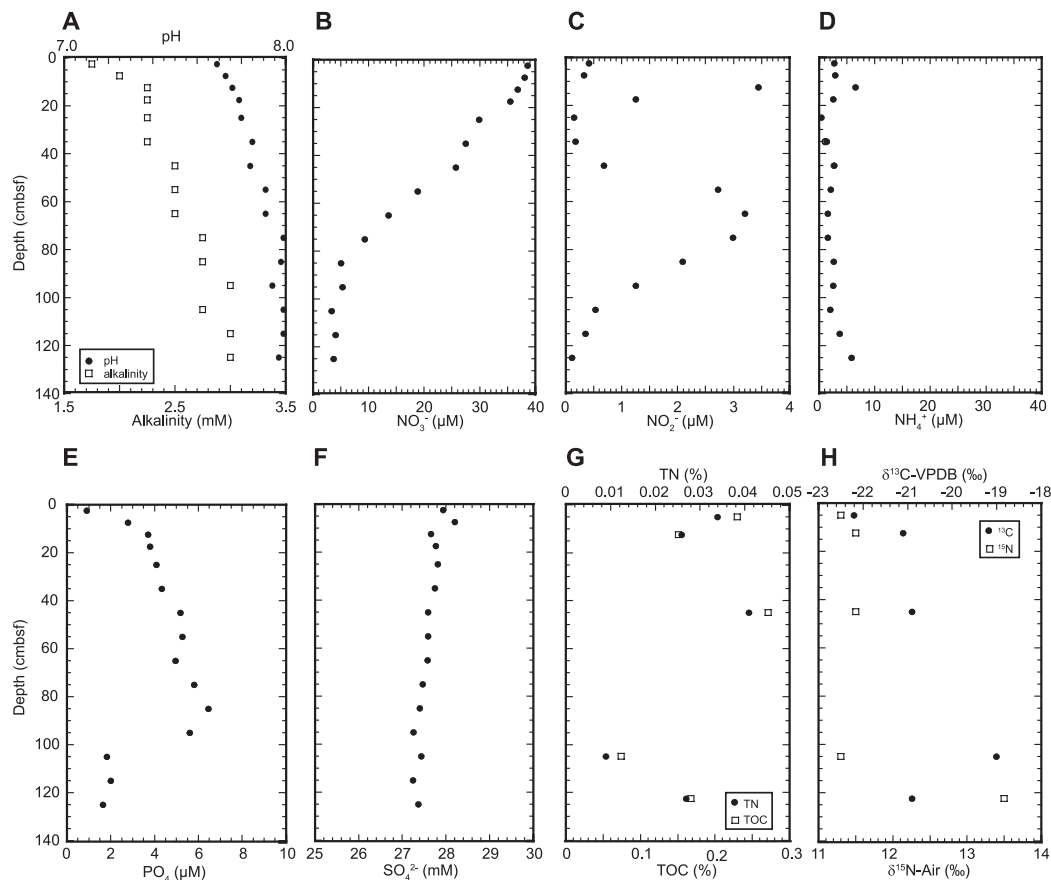 A B C D
7.0 pH 8.0
0
20
40
60
80
100
120
140
Depth (cmbsf)
pH
alkalinity
1.5 2.5 3.5
Alkalinity (mM)
0 10 20 30 40
NO₃⁻ (µM)
0 1 2 3 4
NO₂⁻ (µM)
0 10 20 30 40
NH₄⁺ (µM)
E F G H
TN (%)
0 0.01 0.02 0.03 0.04 0.05
δ¹³C-VPDB (‰)
-23 -22 -21 -20 -19 -18
0
20
40
60
80
100
120
140
Depth (cmbsf)
0 2 4 6 8 10
PO₄ (µM)
25 26 27 28 29 30
SO₄²⁻ (mM)
TN
TOC
0 0.1 0.2 0.3
TOC (%)
¹³C
¹⁵N
11 12 13 14
δ¹⁵N-Air (‰)